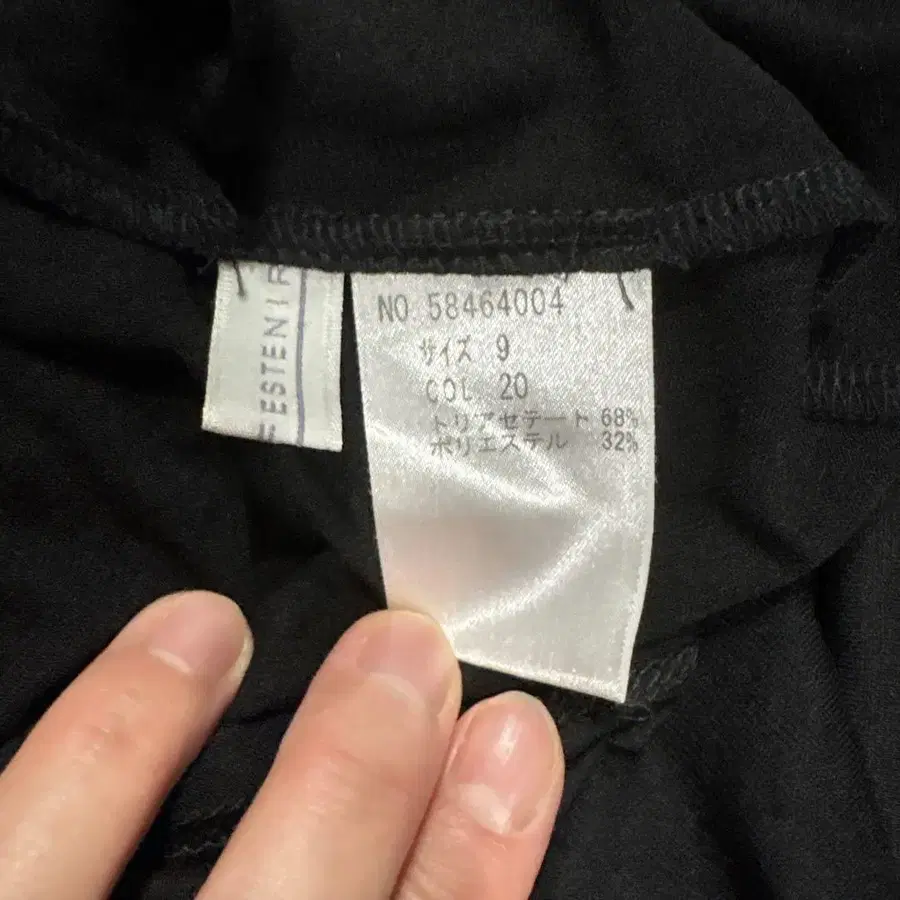 FESTENIR
NO 58464004
サイズ 9
COL 20
トリアセテート 68%
ポリエステル 32%